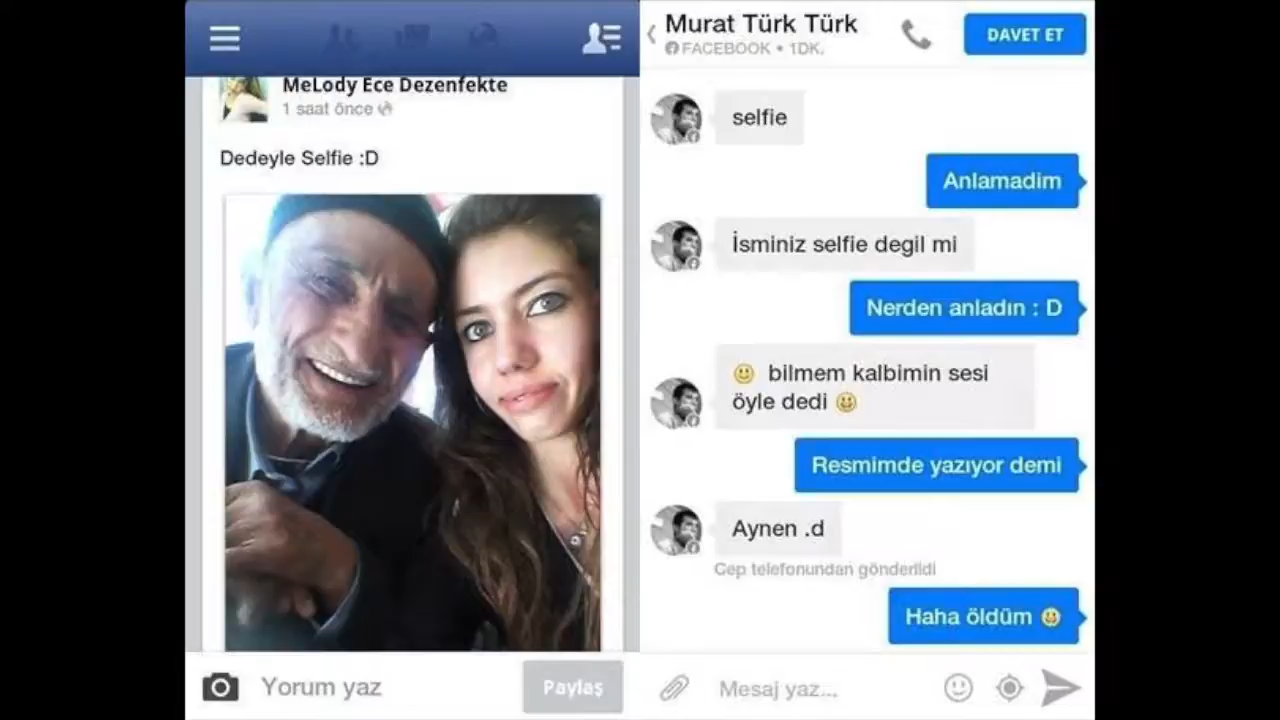 MeLody Ece Dezenfekte
1 saat önce
Dedeyle Selfie :D
Yorum yaz
Paylaş
Murat Türk Türk
FACEBOOK • 1DK.
DAVET ET
selfie
Anlamadim
İsminiz selfie degil mi
Nerden anladın : D
bilmem kalbimin sesi
öyle dedi
Resmimde yazıyor demi
Aynen .d
Cep telefonundan gönderildi
Haha öldüm
Mesaj yaz...